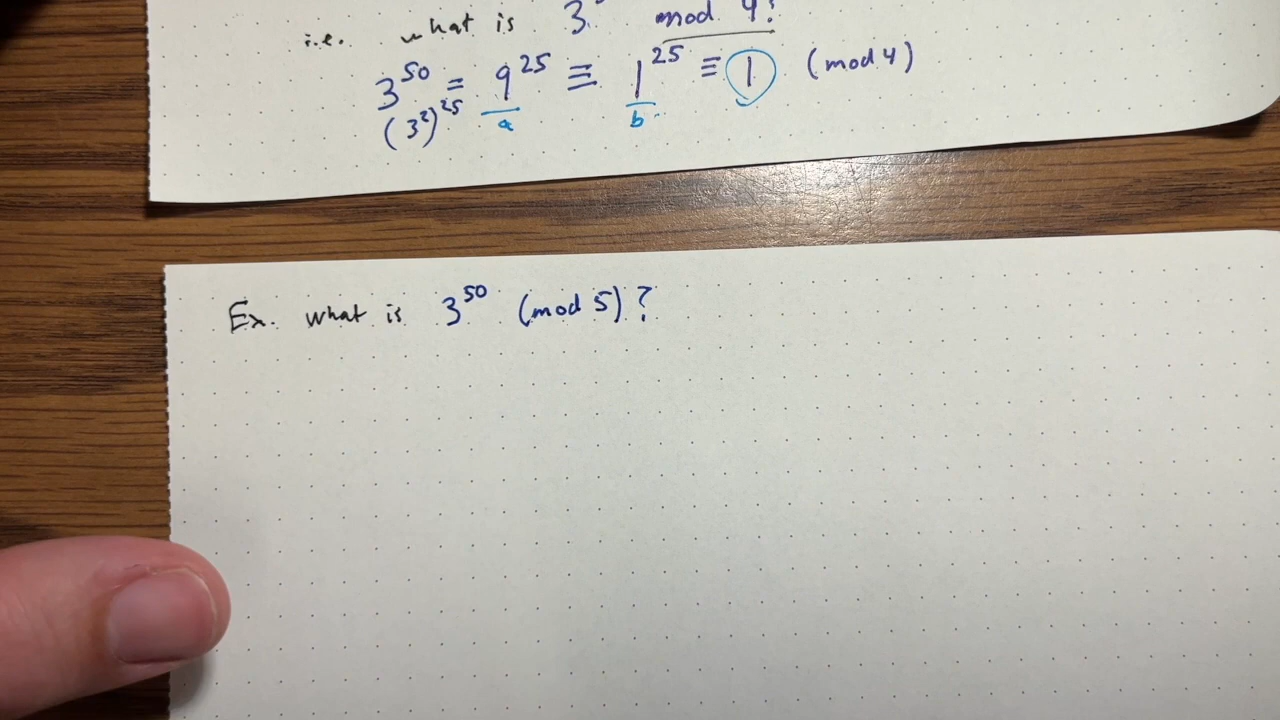 i.e. what is 3 mod 4?
3^50 = 9^25 ≡ 1^25 ≡ 1 (mod 4)
(3^2)^25 a b
Ex. what is 3^50 (mod 5)?